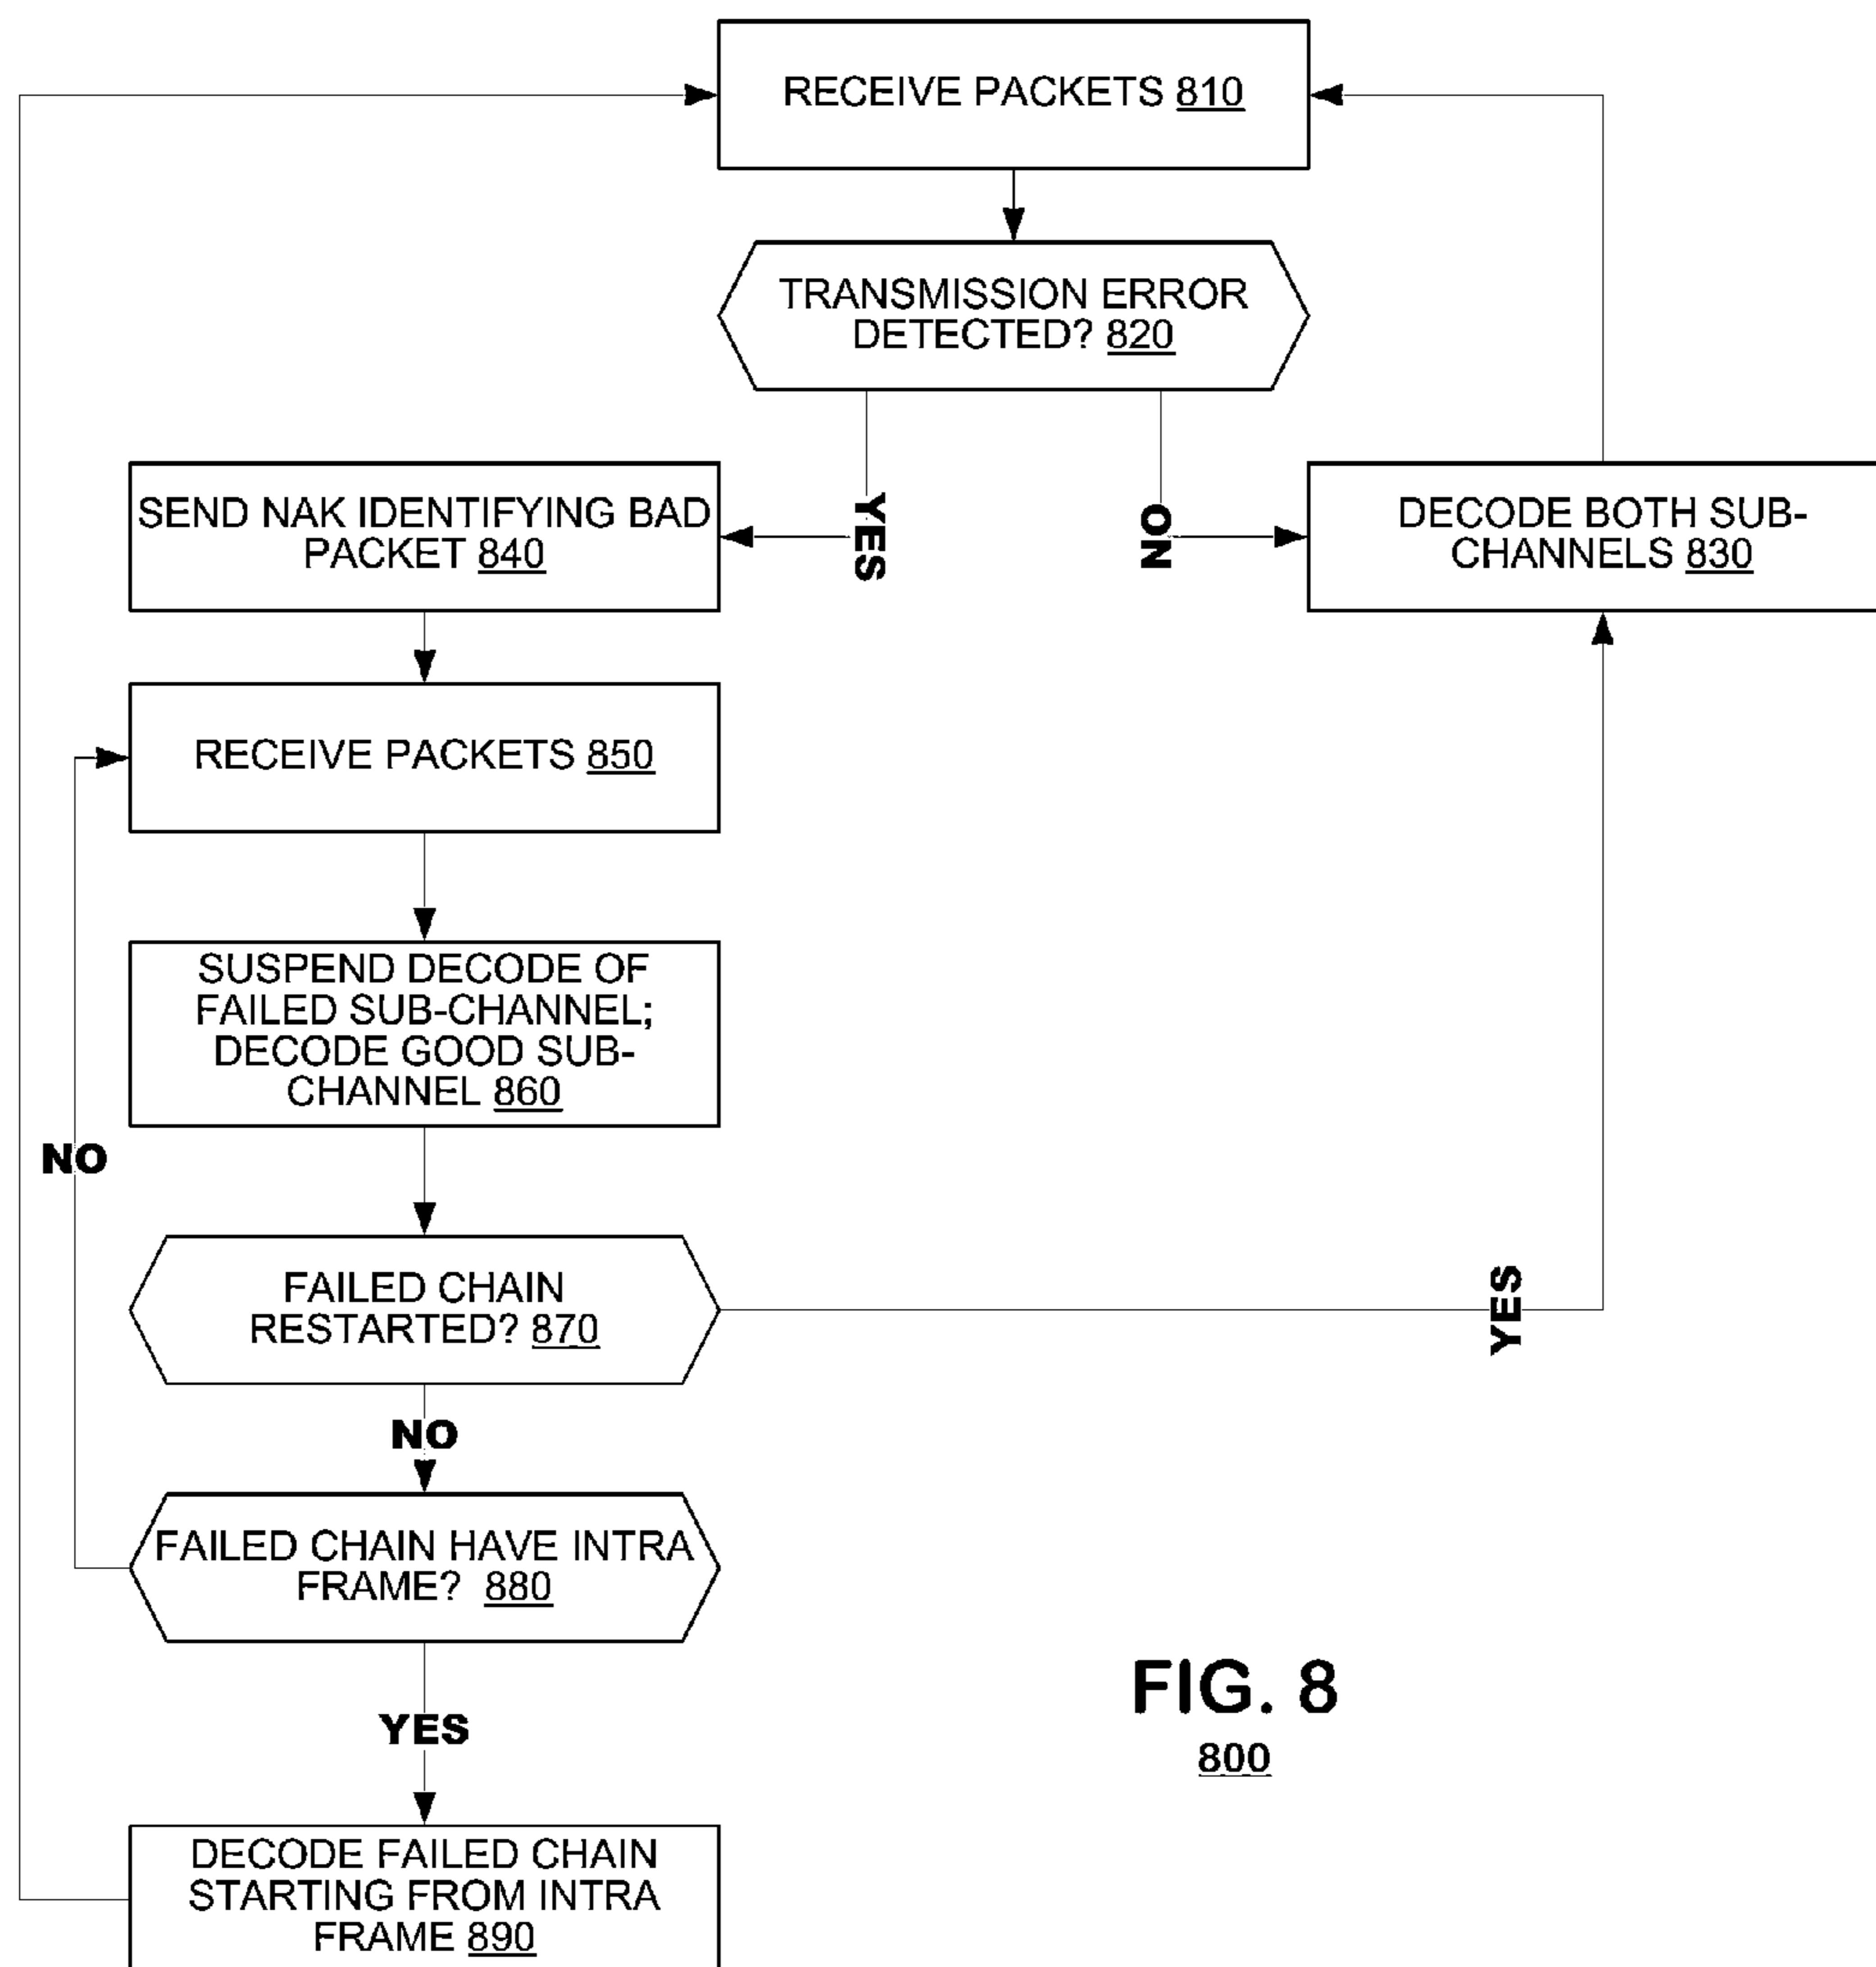 RECEIVE PACKETS 810
TRANSMISSION ERROR
DETECTED? 820
YES
NO
SEND NAK IDENTIFYING BAD
PACKET 840
DECODE BOTH SUB-
CHANNELS 830
RECEIVE PACKETS 850
SUSPEND DECODE OF
FAILED SUB-CHANNEL;
DECODE GOOD SUB-
CHANNEL 860
NO
FAILED CHAIN
RESTARTED? 870
YES
NO
FAILED CHAIN HAVE INTRA
FRAME? 880
YES
DECODE FAILED CHAIN
STARTING FROM INTRA
FRAME 890
FIG. 8
800